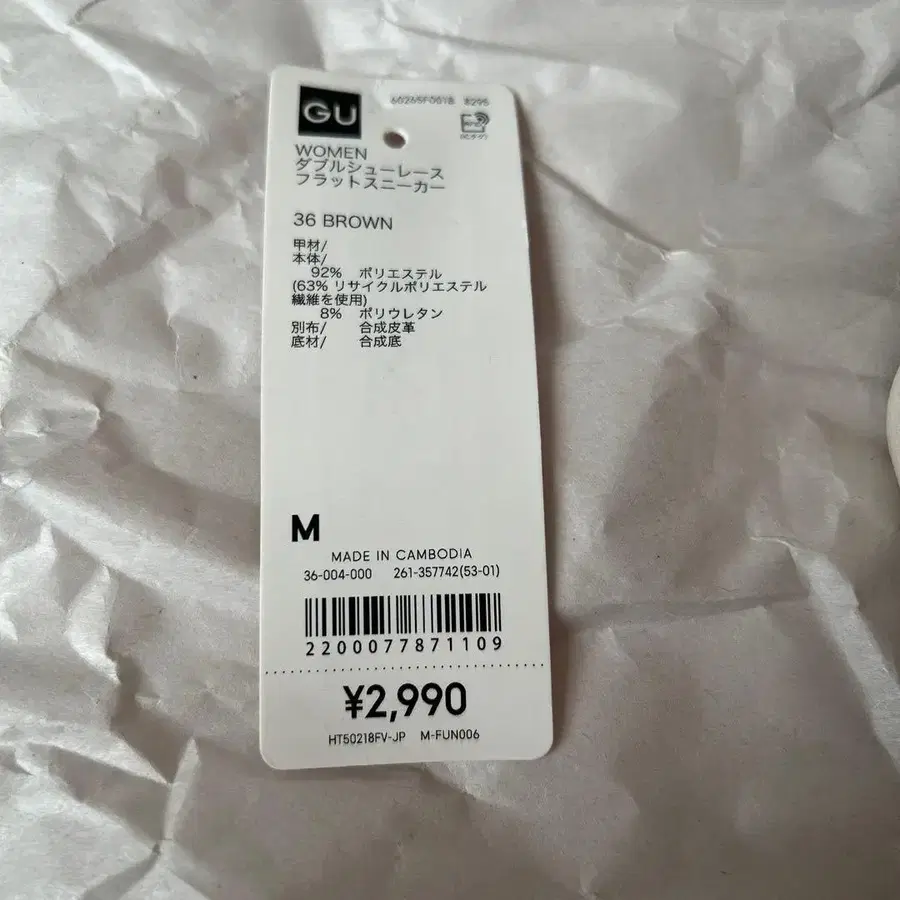 GU
WOMEN
ダブルシューレース
フラットスニーカー
36 BROWN
甲材/
本体/
92% ポリエステル
(63% リサイクルポリエステル
繊維を使用)
8% ポリウレタン
別布/ 合成皮革
底材/ 合成底
M
MADE IN CAMBODIA
36-004-000 261-357742(53-01)
2200077871109
¥2,990
HT50218FV-JP M-FUN006